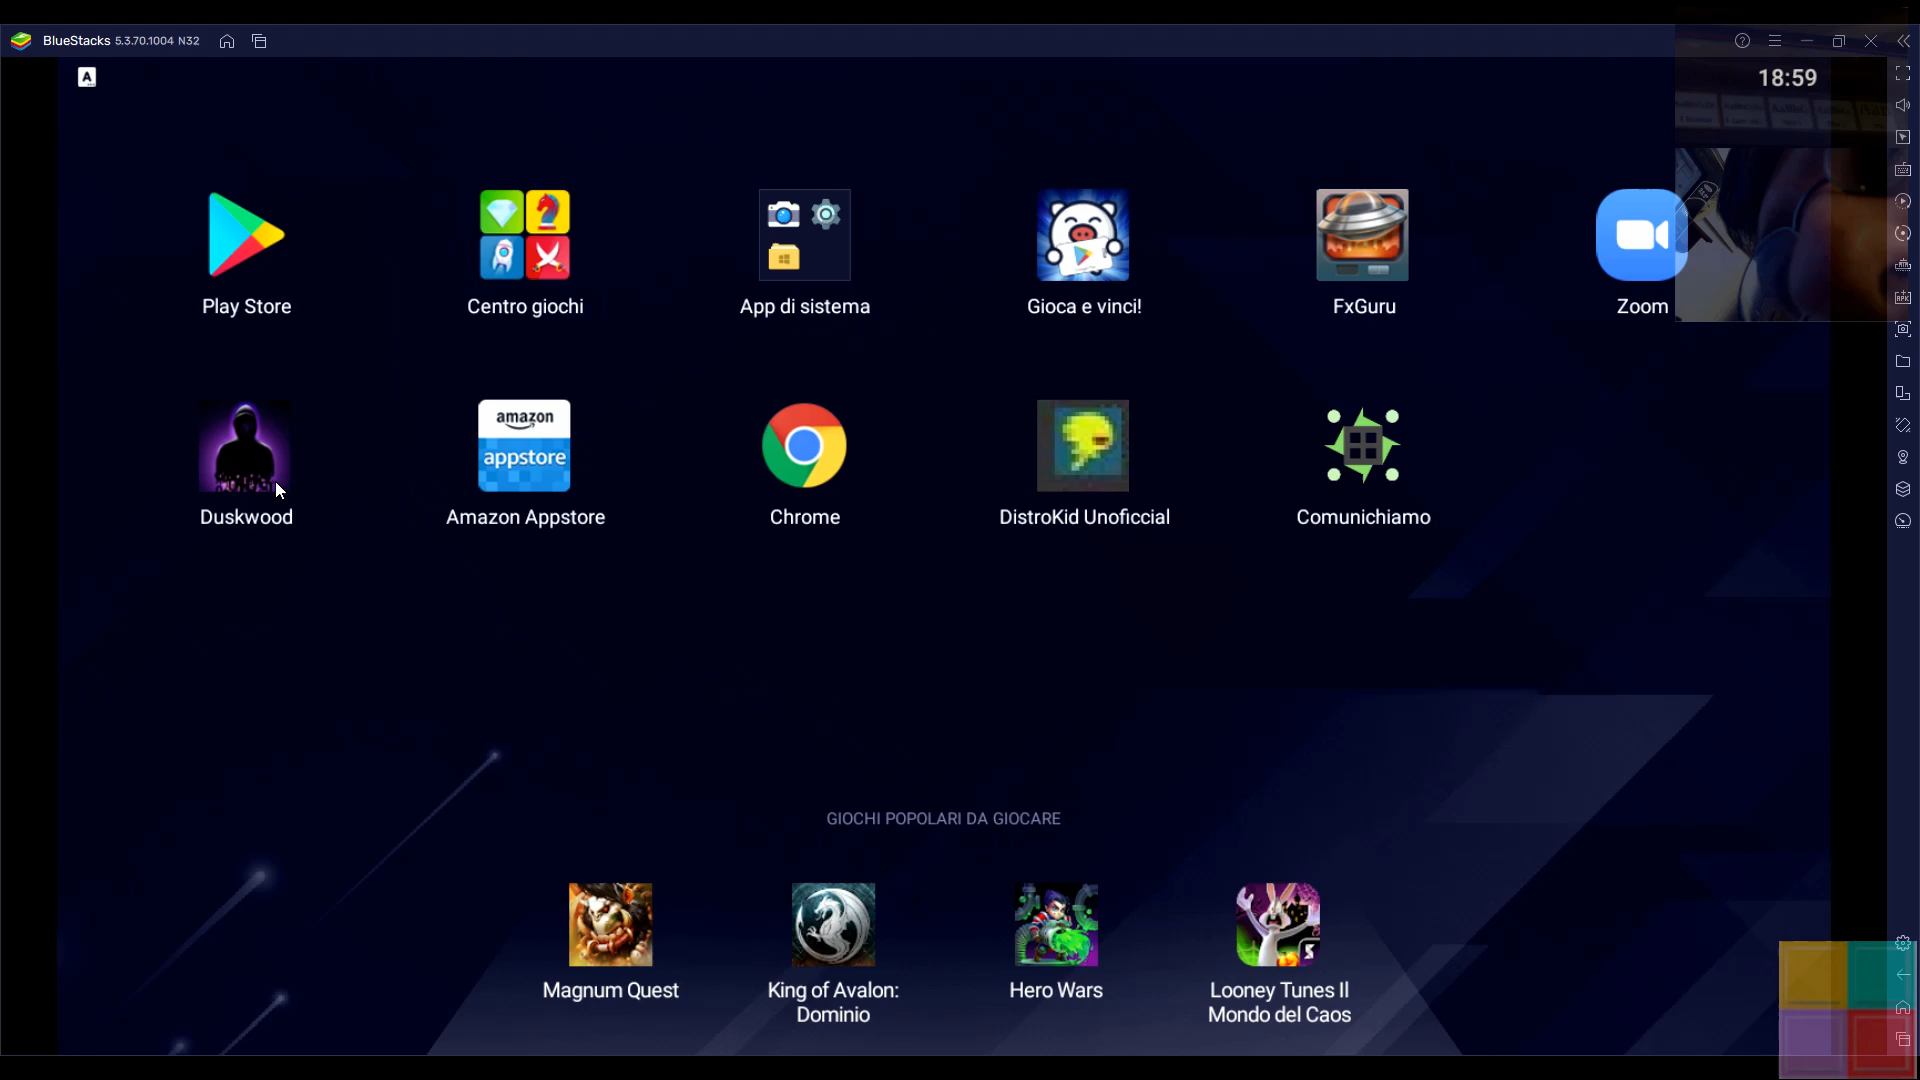 BlueStacks 5.3.70.1004 N32
A
18:59
Play Store
Centro giochi
App di sistema
Gioca e vinci!
FxGuru
Zoom
amazon
appstore
Duskwood
Amazon Appstore
Chrome
DistroKid Unoficcial
Comunichiamo
GIOCHI POPOLARI DA GIOCARE
Magnum Quest
King of Avalon:
Dominio
Hero Wars
Looney Tunes Il
Mondo del Caos